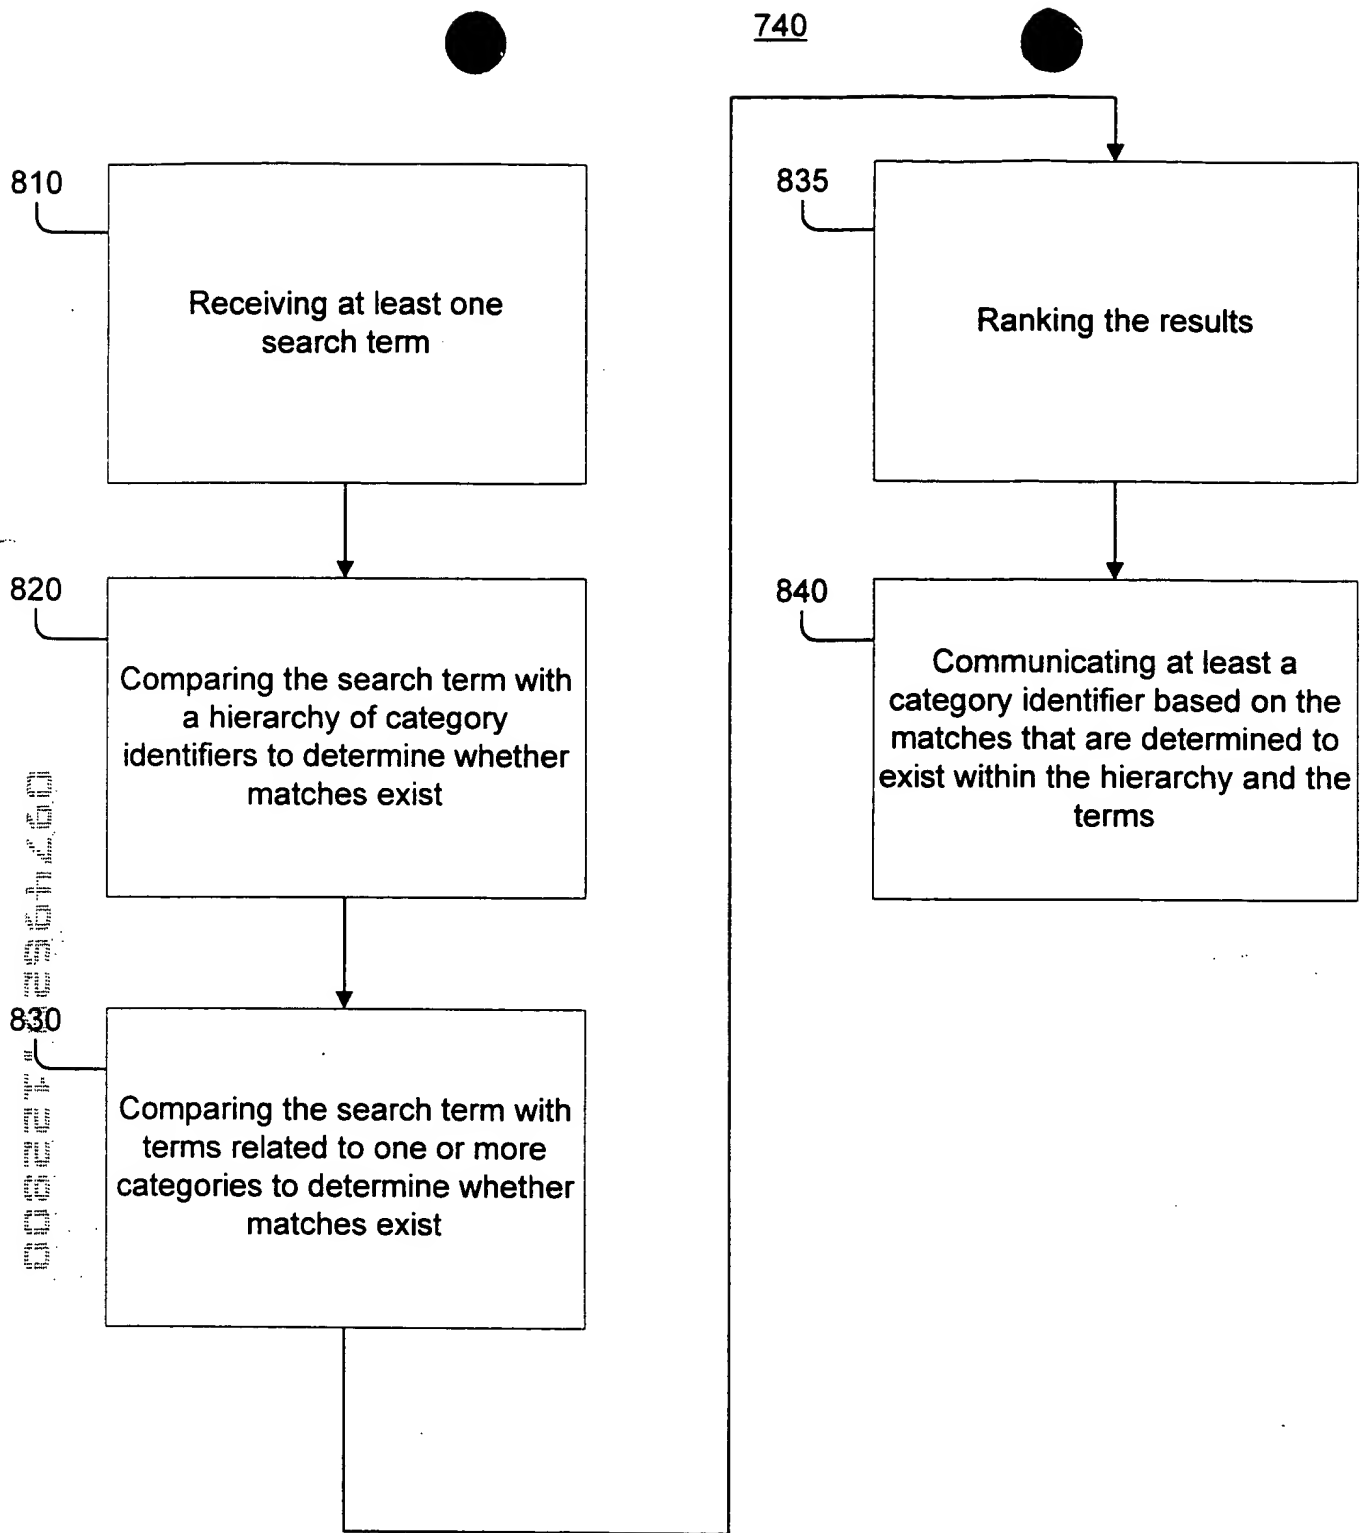 740
810
Receiving at least one
search term
820
Comparing the search term with
a hierarchy of category
identifiers to determine whether
matches exist
830
Comparing the search term with
terms related to one or more
categories to determine whether
matches exist
835
Ranking the results
840
Communicating at least a
category identifier based on the
matches that are determined to
exist within the hierarchy and the
terms